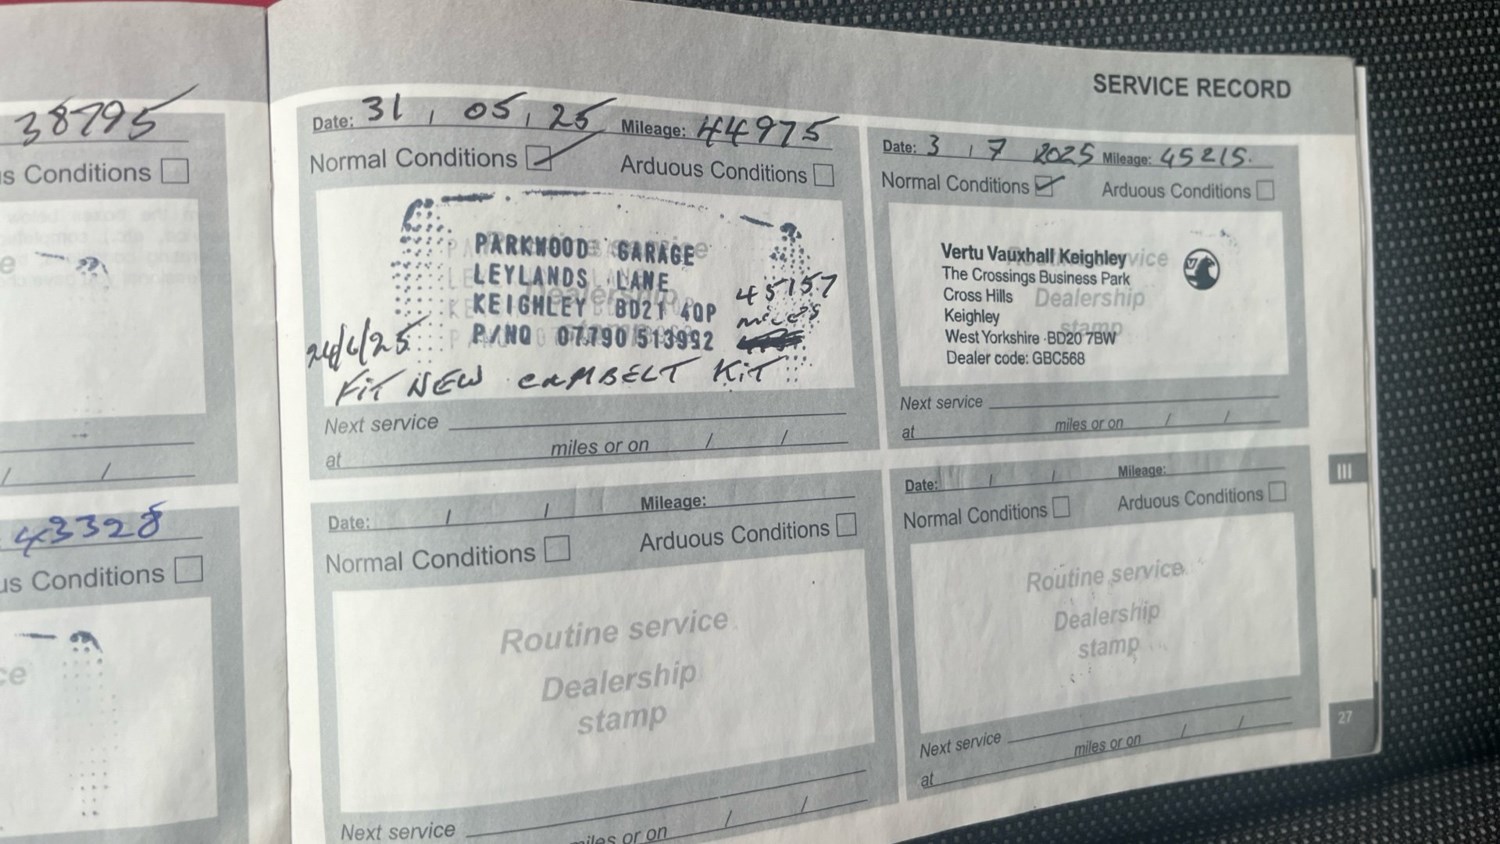 38795
s Conditions
e
43328
us Conditions
ce
SERVICE RECORD
Date: 31, 05, 25 Mileage: 44975
Normal Conditions Arduous Conditions
PARKWOOD GARAGE
LEYLANDS LANE
KEIGHLEY BD21 4QP
P/NO 07790 513992
45157
miles
24/6/25
FIT NEW CAMBELT KIT
Next service
at miles or on / /
Date: 3, 7 2025 Mileage: 45215.
Normal Conditions Arduous Conditions
Vertu Vauxhall Keighley
The Crossings Business Park
Cross Hills
Keighley
West Yorkshire BD20 7BW
Dealer code: GBC568
Dealership
stamp
Next service
at miles or on / /
Date: / / Mileage:
Normal Conditions Arduous Conditions
Routine service
Dealership
stamp
Next service
miles or on / /
Date: / / Mileage:
Normal Conditions Arduous Conditions
Routine service
Dealership
stamp
Next service
at miles or on / /
III
27